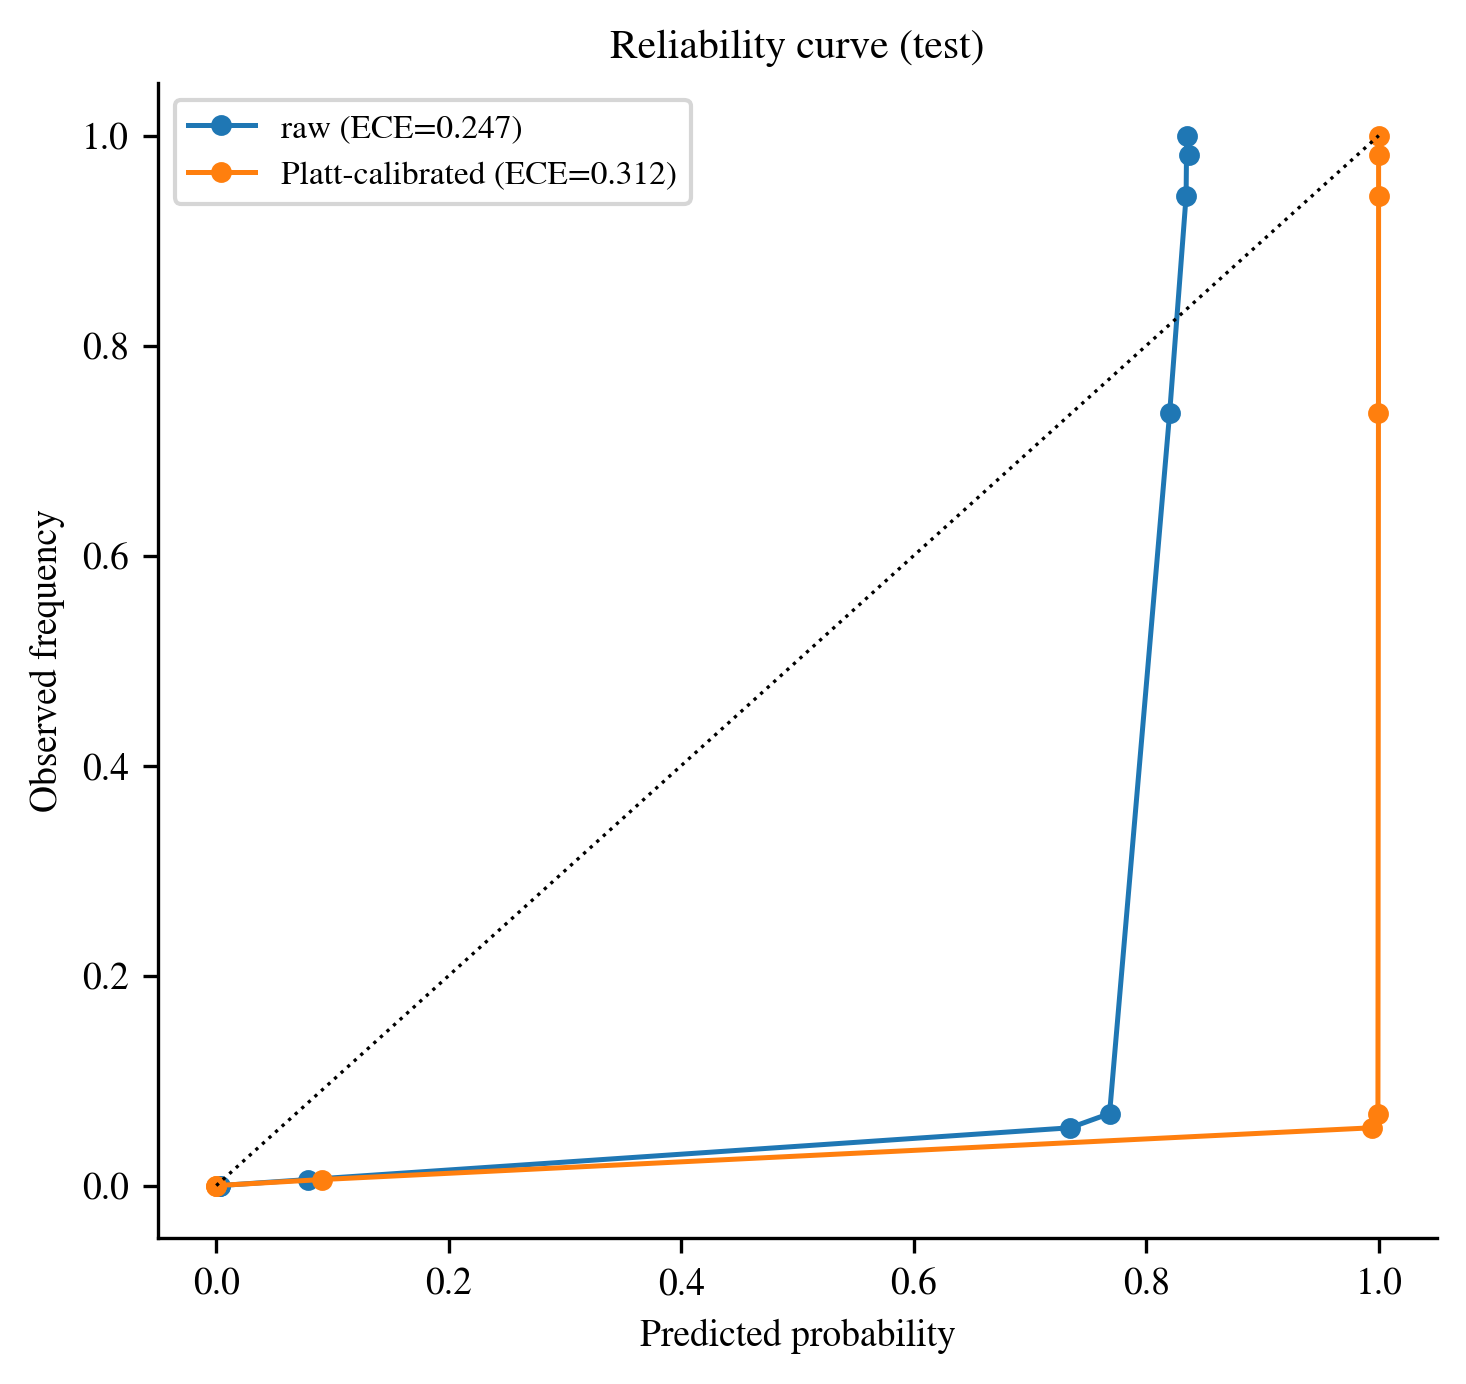 Reliability curve (test)
raw (ECE=0.247)
Platt-calibrated (ECE=0.312)
1.0
0.8
0.6
0.4
0.2
0.0
Observed frequency
0.0 0.2 0.4 0.6 0.8 1.0
Predicted probability